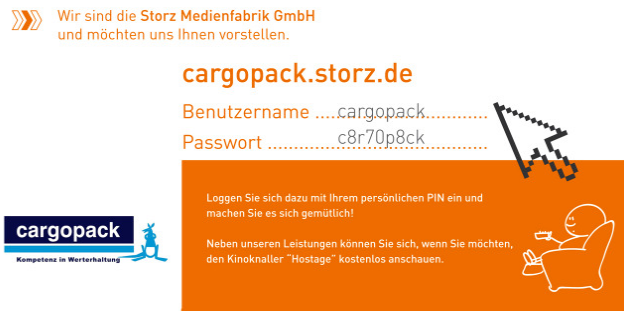 Wir sind die Storz Medienfabrik GmbH
und möchten uns Ihnen vorstellen.
cargopack.storz.de
Benutzername .................................. cargopack
Passwort ............................................ c8r70p8ck
Loggen Sie sich dazu mit Ihrem persönlichen PIN ein und
machen Sie es sich gemütlich!
Neben unseren Leistungen können Sie sich, wenn Sie möchten,
den Kinoknaller "Hostage" kostenlos anschauen.
cargopack
Kompetenz in Werterhaltung